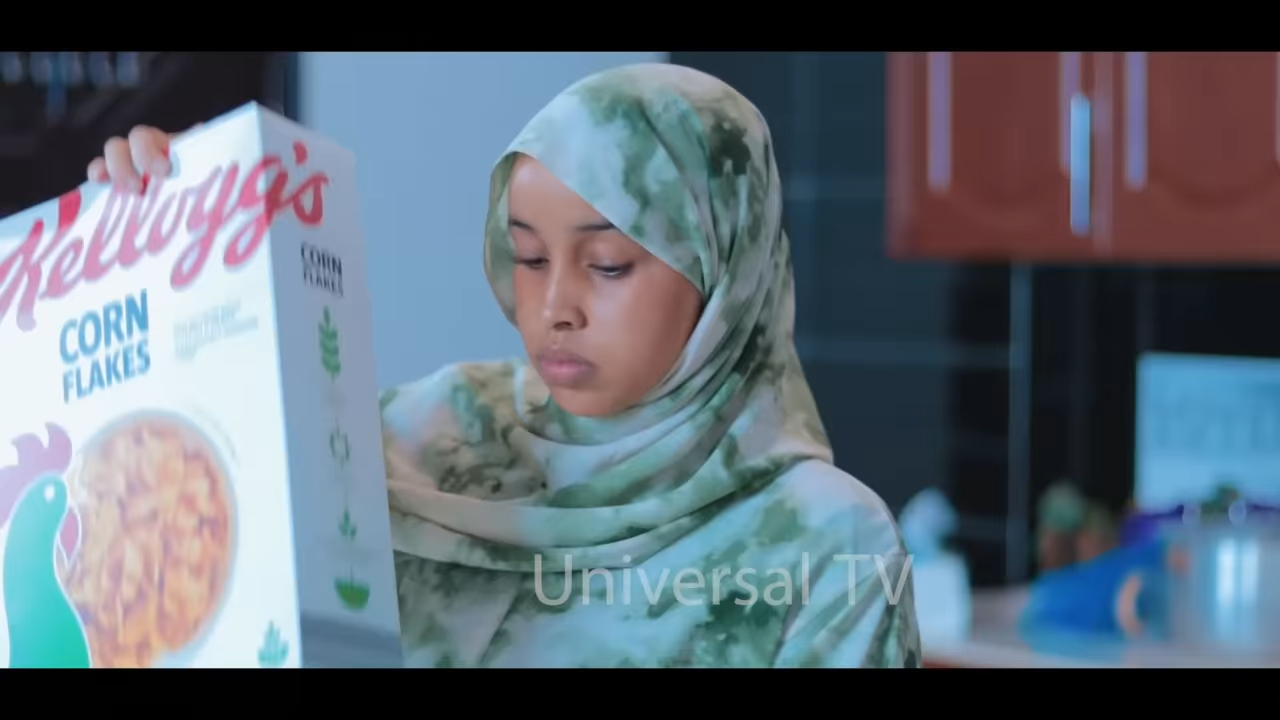 Kellogg's
CORN
FLAKES
CORN
FLAKES
Universal TV